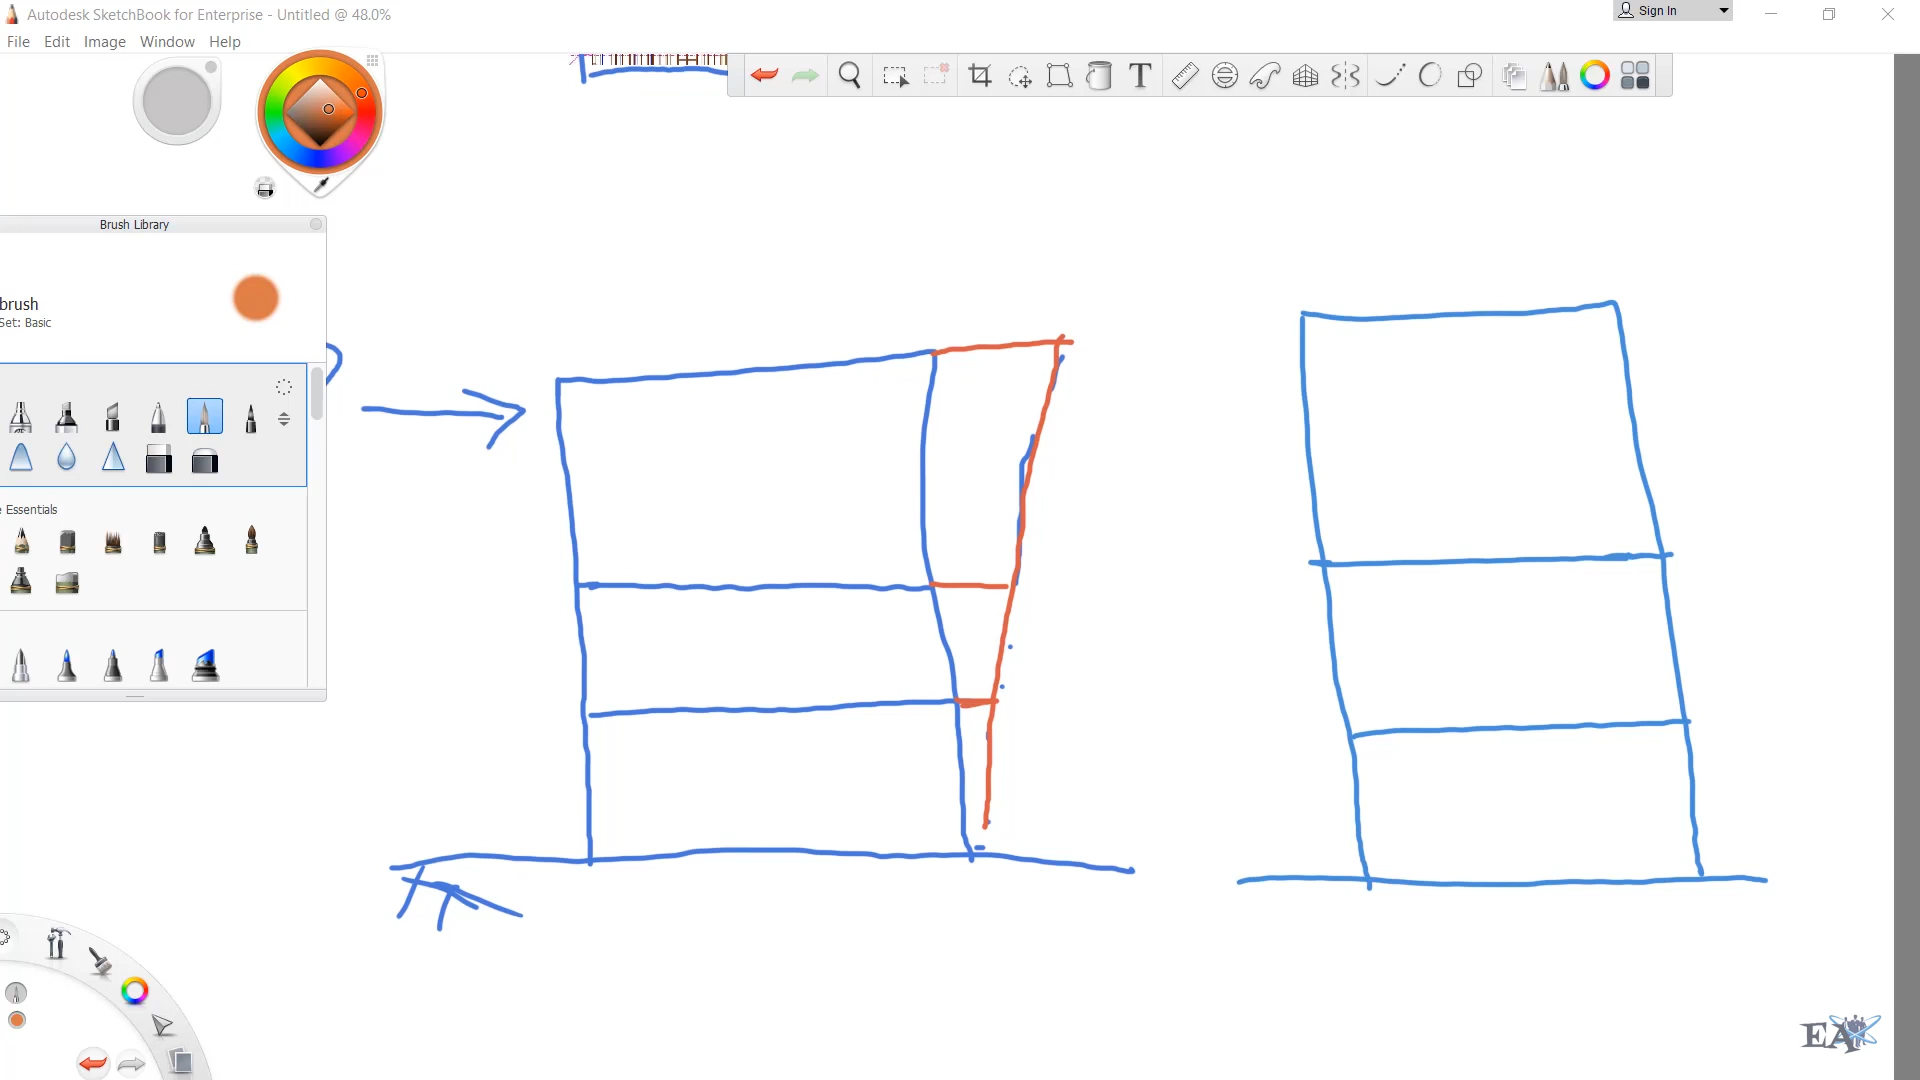 Autodesk SketchBook for Enterprise - Untitled @ 48.0%
Sign In
File Edit Image Window Help
T
Brush Library
brush
Set: Basic
Essentials
EA